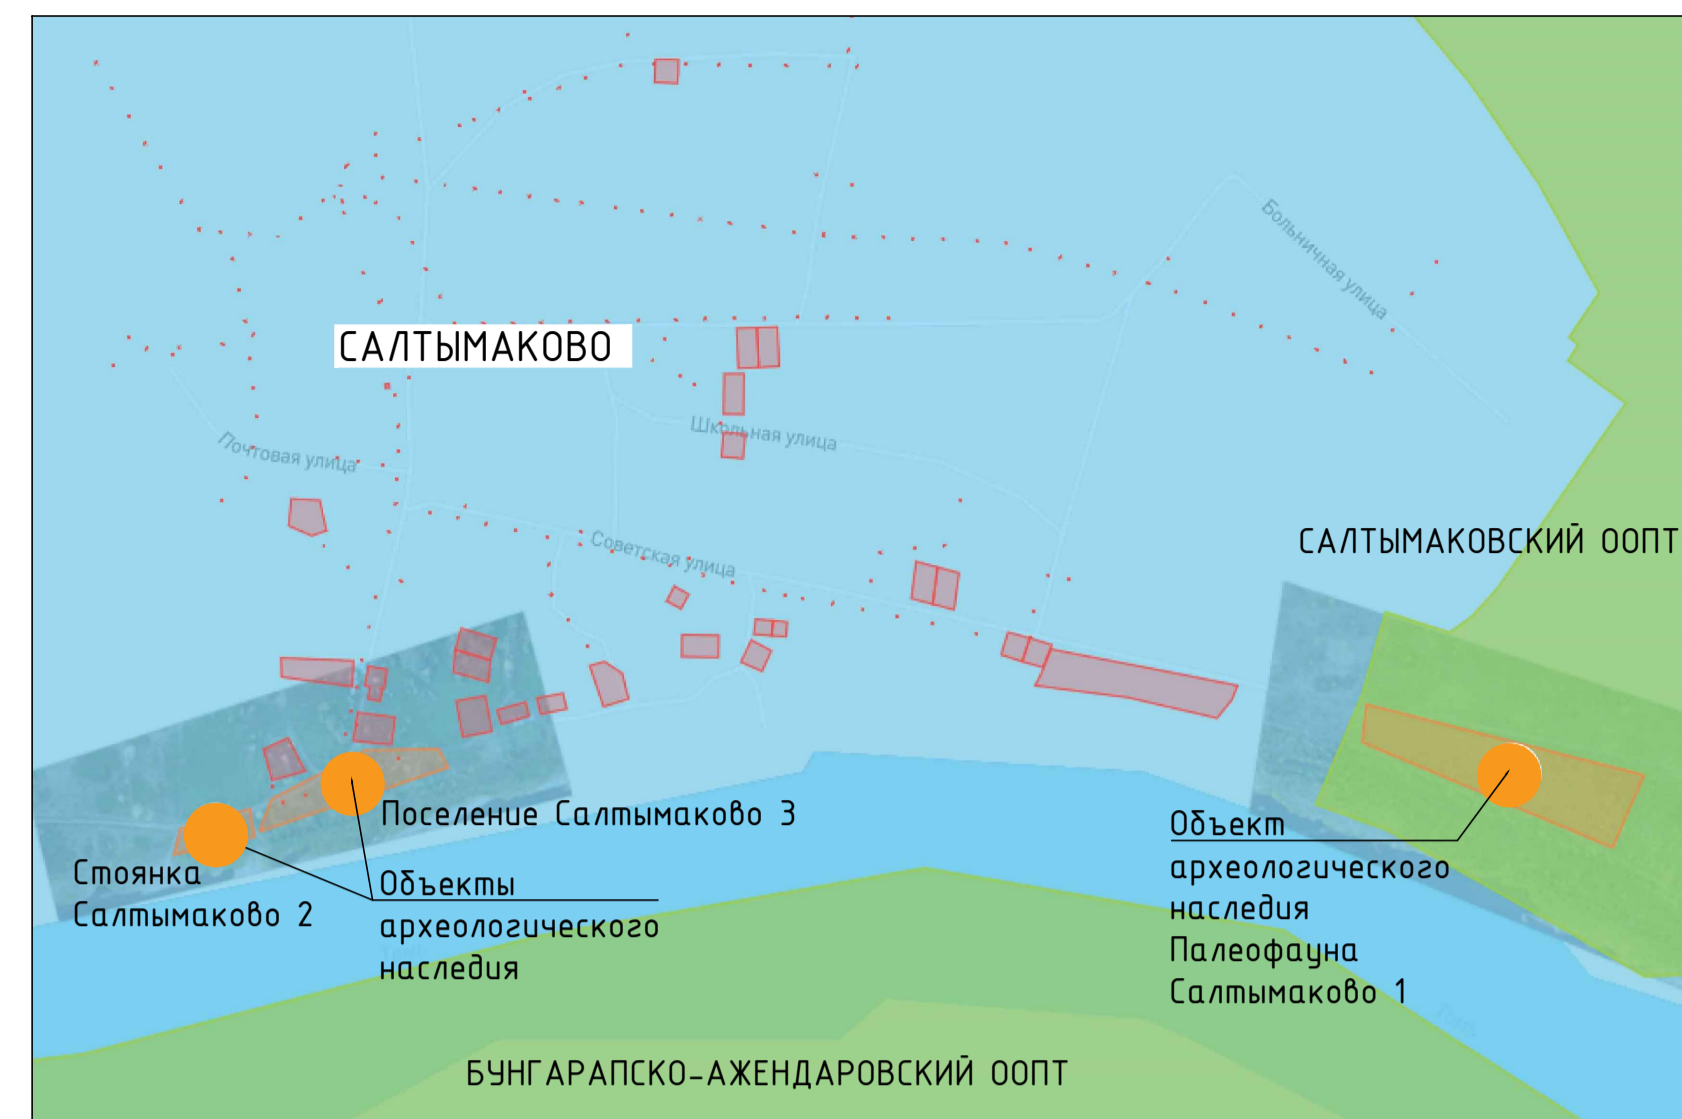 Больничная улица
САЛТЫМАКОВО
Школьная улица
Почтовая улица
САЛТЫМАКОВСКИЙ ООПТ
Советская улица
Поселение Салтымаково 3
Стоянка
Салтымаково 2
Объекты
археологического
наследия
Объект
археологического
наследия
Палеофауна
Салтымаково 1
БУНГАРАПСКО-АЖЕНДАРОВСКИЙ ООПТ